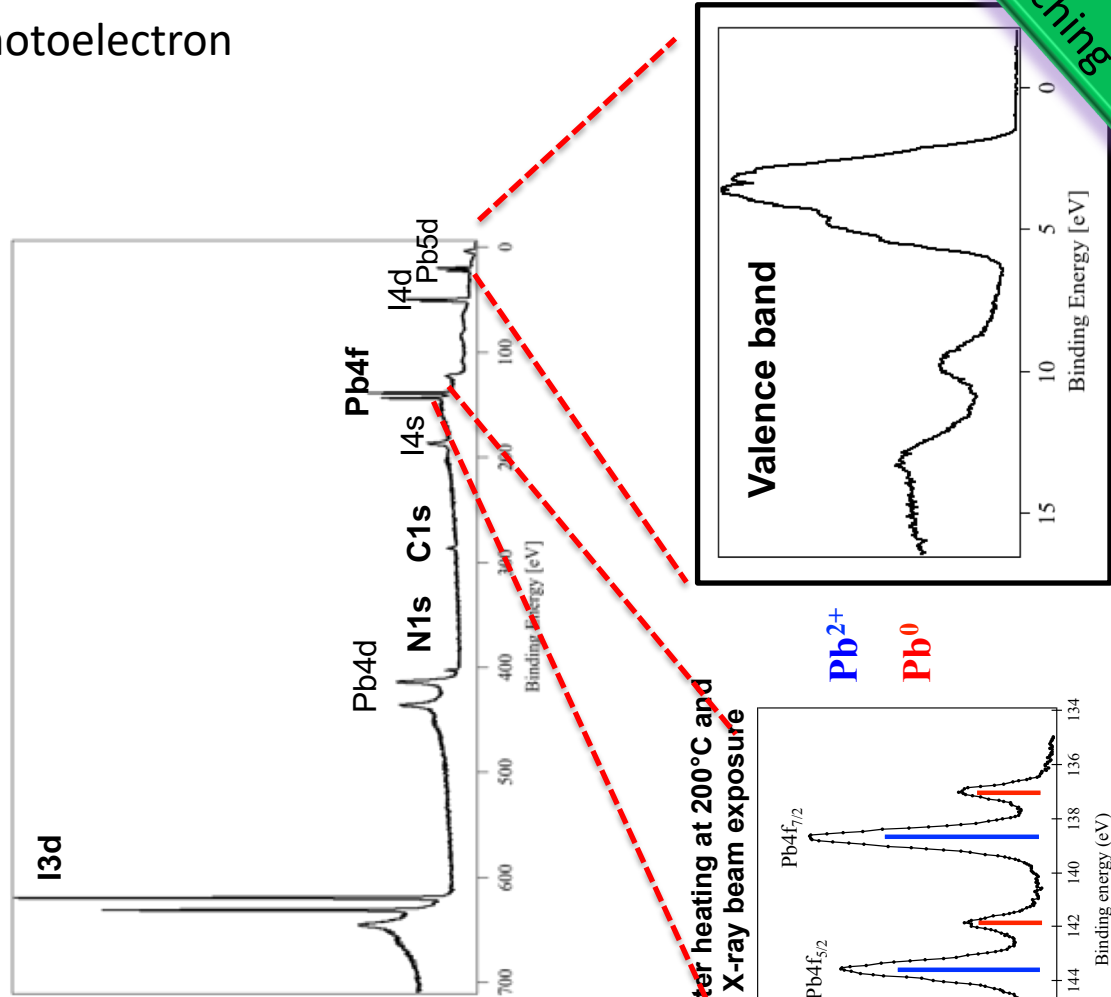 notoelectron
ching
I3d
Pb4d
N1s C1s
I4s
Pb4f
I4d
Pb5d
700
600
500
400
300
200
100
0
Binding Energy [eV]
Valence band
15
10
5
0
Binding Energy [eV]
ter heating at 200°C and
X-ray beam exposure
Pb2+
Pb0
Pb4f5/2
Pb4f7/2
144
142
140
138
136
134
Binding energy (eV)